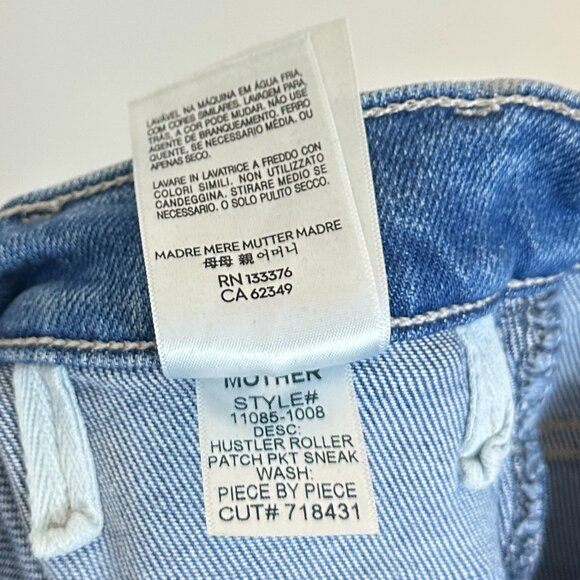 LAVÁVEL NA MÁQUINA EM ÁGUA FRIA,
COM CORES SIMILARES. LAVAGEM PARA
TRÁS, A COR PODE MUDAR. NÃO USE
AGENTE DE BRANQUEAMENTO. FERRO
QUENTE, SE NECESSÁRIO MÉDIA. OU
APENAS SECO.
LAVARE IN LAVATRICE A FREDDO CON
COLORI SIMILI. NON UTILIZZARE
CANDEGGINA. STIRARE MEDIO SE
NECESSARIO. O SOLO PULITO SECCO.
MADRE MERE MUTTER MADRE
母母 親 어머니
RN 133376
CA 62349
MOTHER
STYLE#
11085-1008
DESC:
HUSTLER ROLLER
PATCH PKT SNEAK
WASH:
PIECE BY PIECE
CUT# 718431